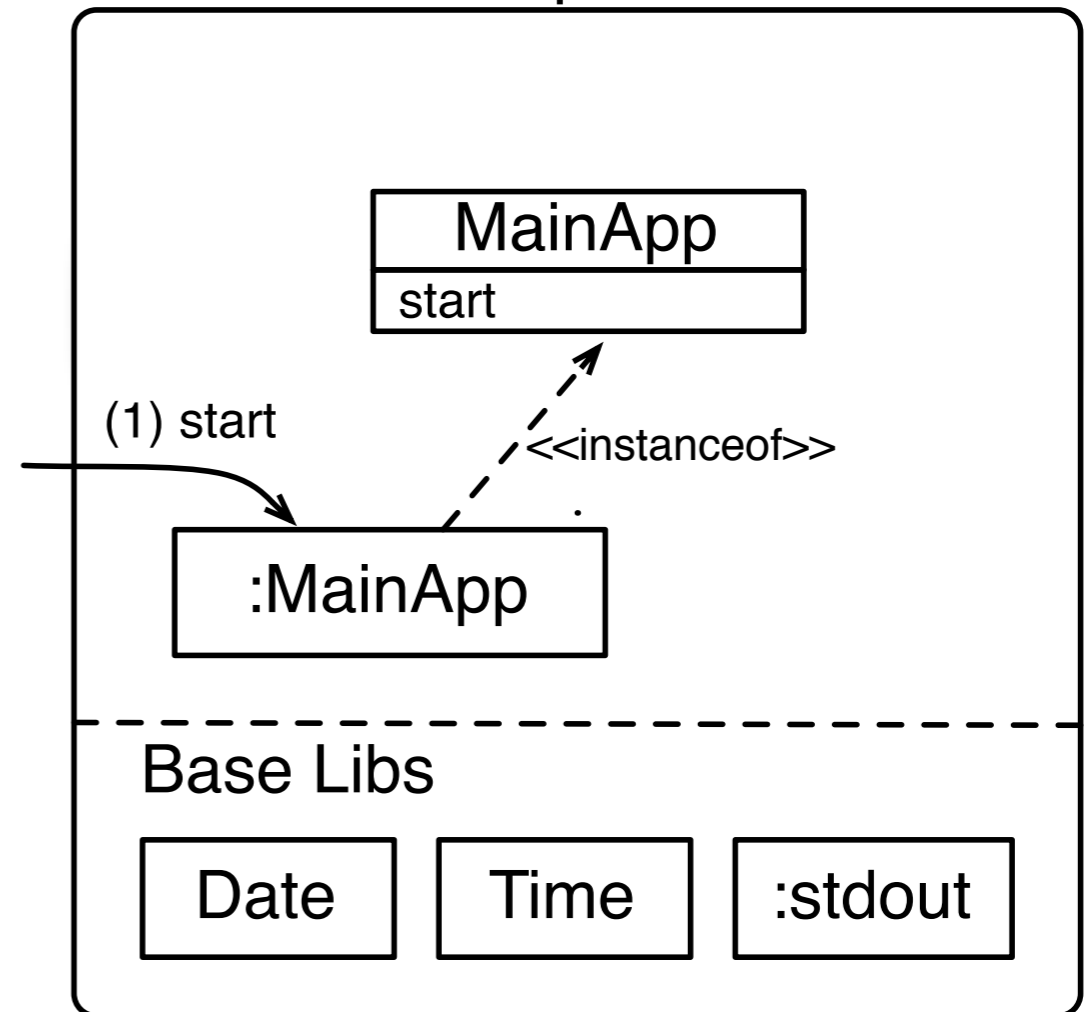 MainApp
start
(1) start
<<instanceof>>
:MainApp
Base Libs
Date
Time
:stdout